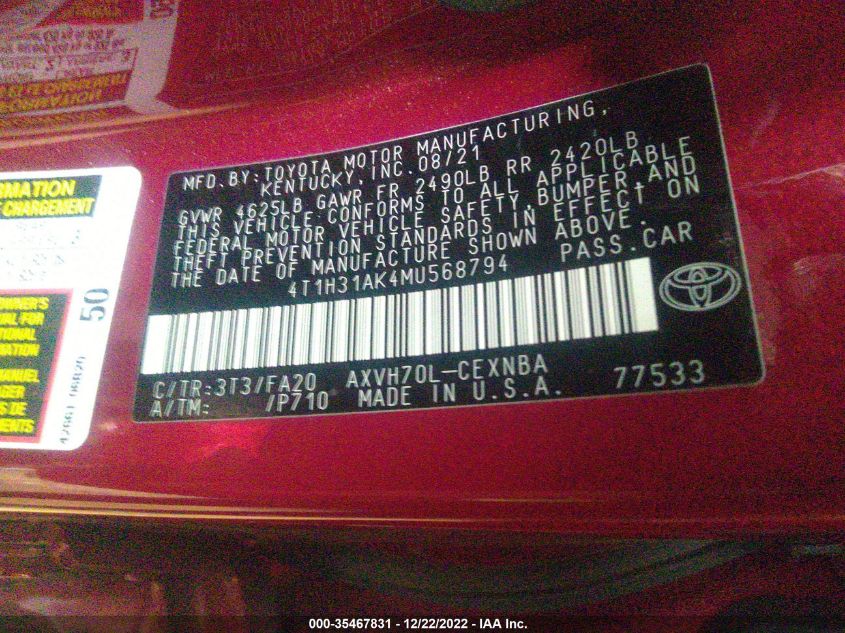 MFD. BY: TOYOTA MOTOR MANUFACTURING,
KENTUCKY, INC. 08/21
GVWR 4625LB GAWR FR 2490LB RR 2420LB
THIS VEHICLE CONFORMS TO ALL APPLICABLE
FEDERAL MOTOR VEHICLE SAFETY, BUMPER, AND
THEFT PREVENTION STANDARDS IN EFFECT ON
THE DATE OF MANUFACTURE SHOWN ABOVE.
4T1H31AK4MU568794 PASS. CAR
C/TR: 3T3/FA20 AXVH70L-CEXNBA
A/TM: /P710 MADE IN U.S.A. 77533
RMATION
CHARGEMENT
50
MANUEL
000-35467831 - 12/22/2022 - IAA Inc.